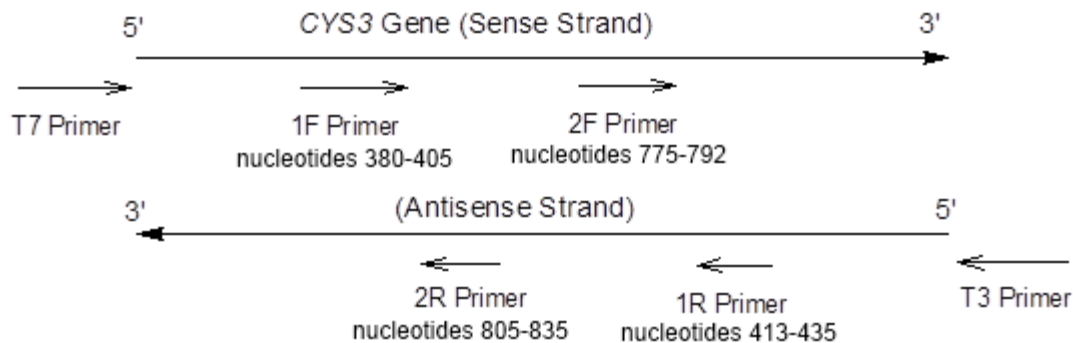 5' CYS3 Gene (Sense Strand) 3'
T7 Primer 1F Primer 2F Primer
nucleotides 380-405 nucleotides 775-792
3' (Antisense Strand) 5'
2R Primer 1R Primer T3 Primer
nucleotides 805-835 nucleotides 413-435